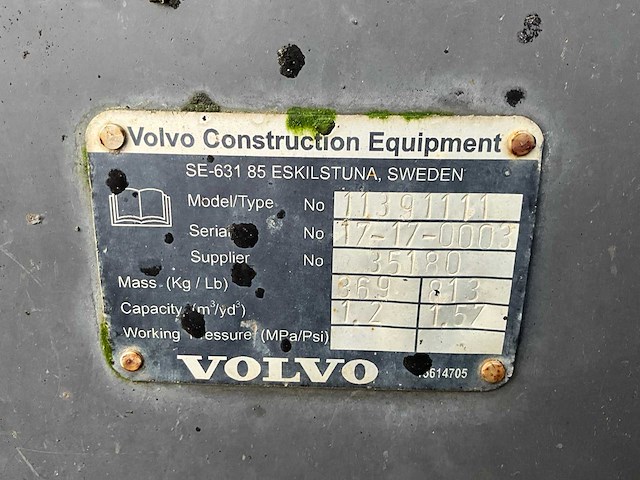 Volvo Construction Equipment
SE-631 85 ESKILSTUNA, SWEDEN
Model/Type No 11391111
Serial No 17-17-0003
Supplier No 35180
Mass (Kg / Lb) 369 813
Capacity (m³/yd³) 1.2 1.57
Working Pressure (MPa/Psi)
VOLVO